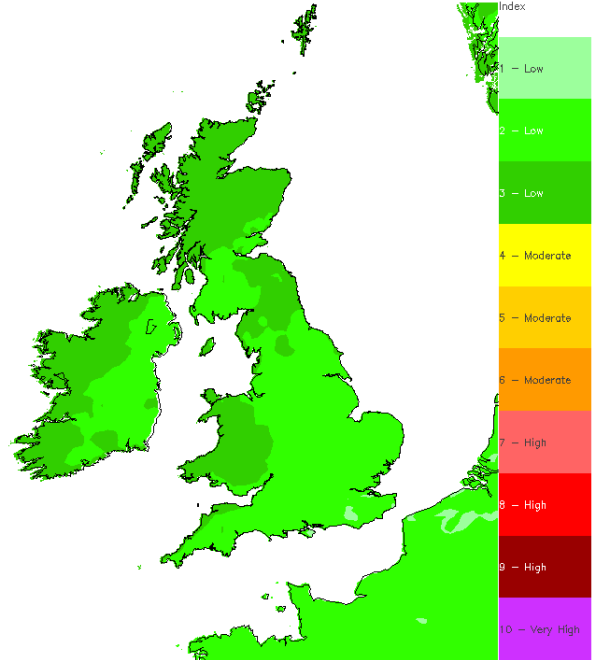 Index
1 - Low
2 - Low
3 - Low
4 - Moderate
5 - Moderate
6 - Moderate
7 - High
8 - High
9 - High
10 - Very High